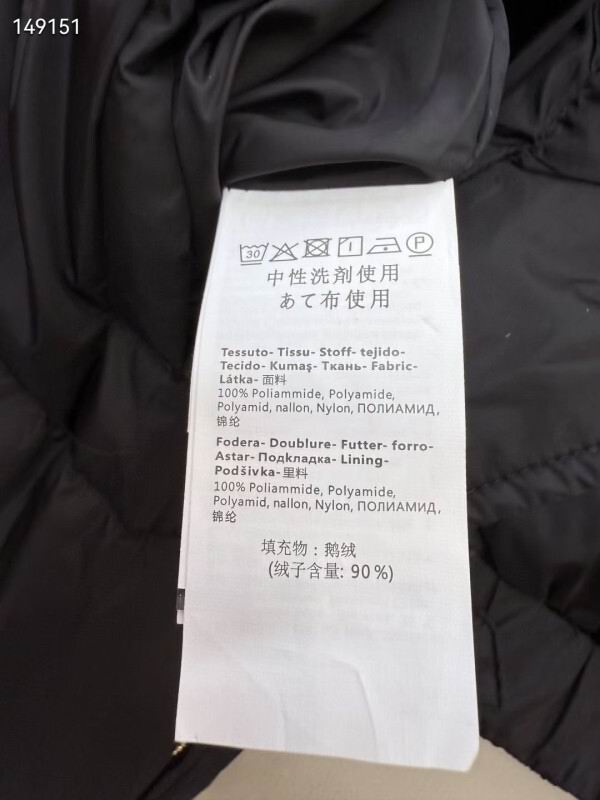 149151
30 P
中性洗剤使用
あて布使用
Tessuto- Tissu- Stoff- tejido-
Tecido- Kumaş- Ткань- Fabric-
Látka- 面料
100% Poliammide, Polyamide,
Polyamid, nallon, Nylon, ПОЛИАМИД,
锦纶
Fodera- Doublure- Futter- forro-
Astar- Подкладка- Lining-
Podšivka- 里料
100% Poliammide, Polyamide,
Polyamid, nallon, Nylon, ПОЛИАМИД,
锦纶
填充物：鹅绒
(绒子含量: 90%)